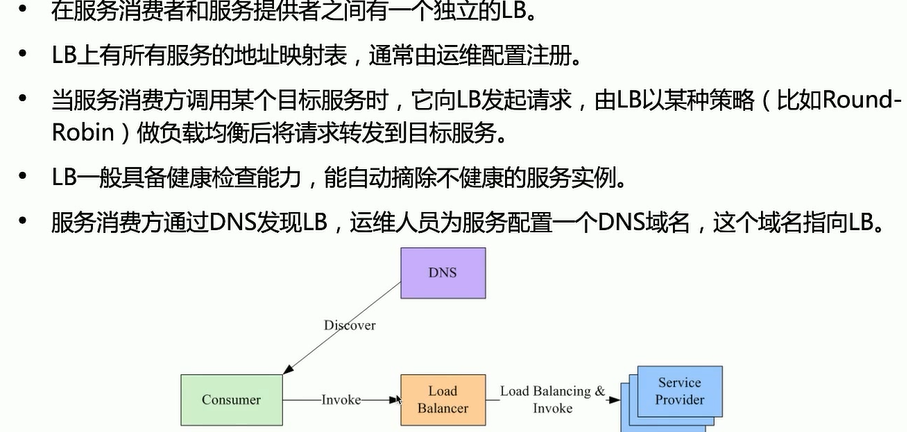 • 在服务消费者和服务提供者之间有一个独立的LB。
• LB上有所有服务的地址映射表，通常由运维配置注册。
• 当服务消费方调用某个目标服务时，它向LB发起请求，由LB以某种策略（比如Round-
Robin）做负载均衡后将请求转发到目标服务。
• LB一般具备健康检查能力，能自动摘除不健康的服务实例。
• 服务消费方通过DNS发现LB，运维人员为服务配置一个DNS域名，这个域名指向LB。
DNS
Discover
Consumer
Invoke
Load
Balancer
Load Balancing &
Invoke
Service
Provider